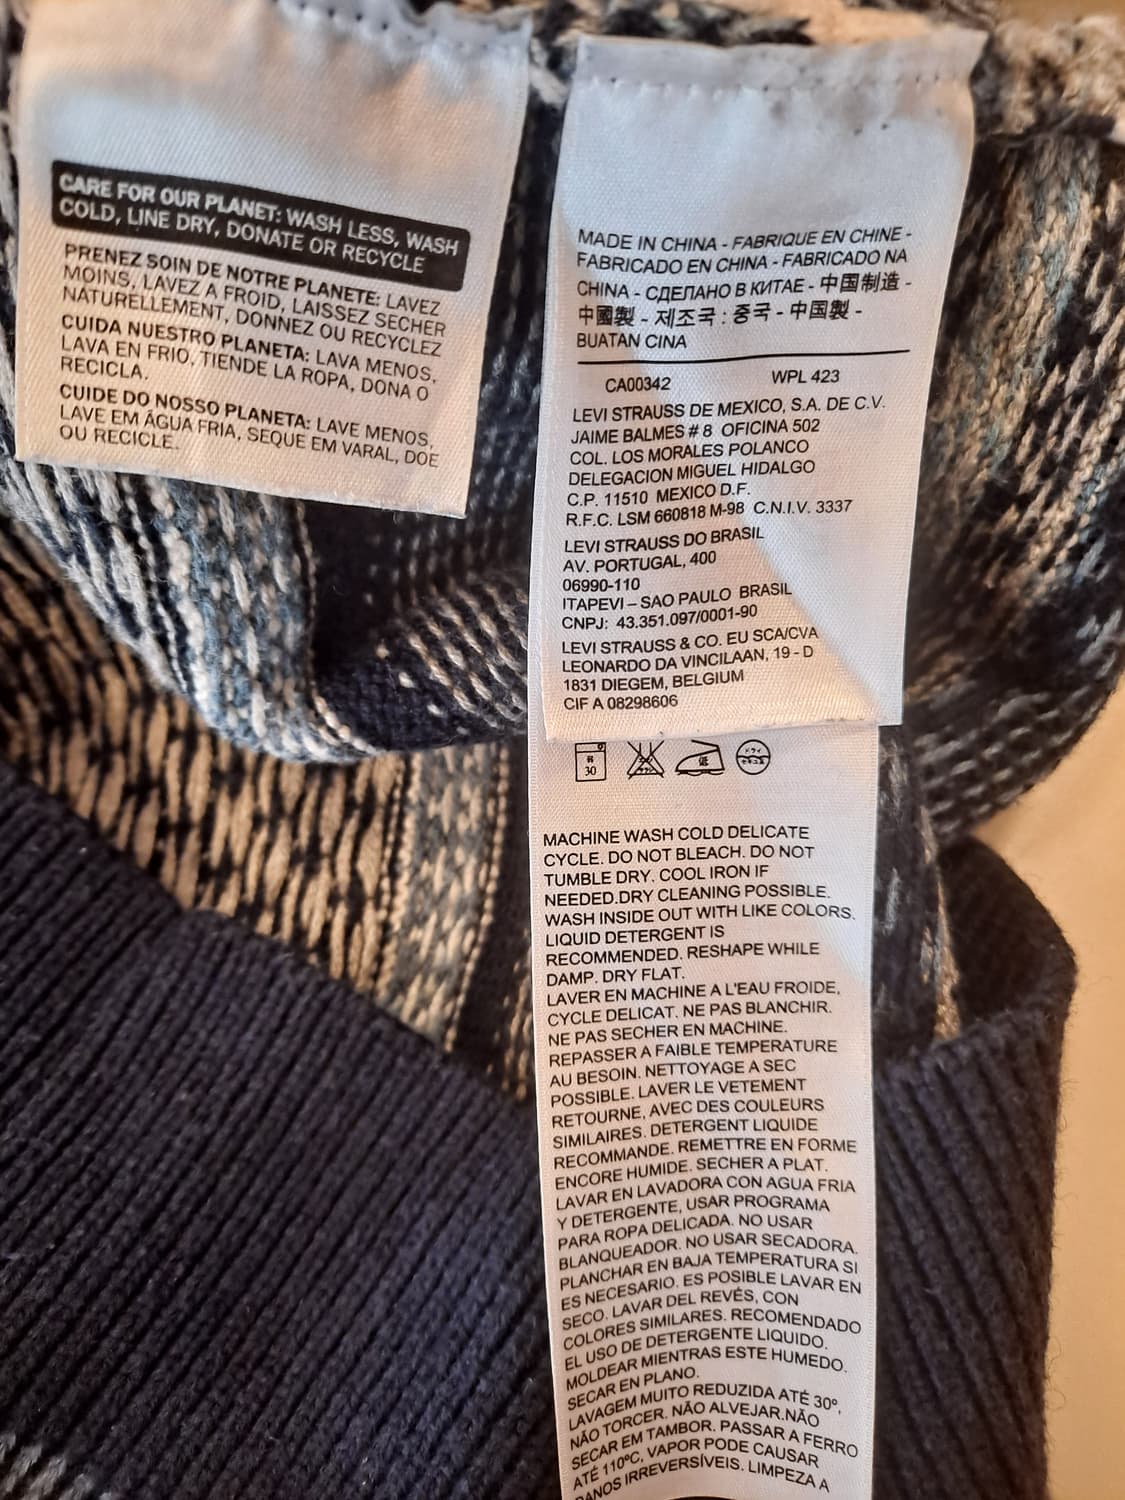 CARE FOR OUR PLANET: WASH LESS, WASH
COLD, LINE DRY, DONATE OR RECYCLE
PRENEZ SOIN DE NOTRE PLANETE: LAVEZ
MOINS, LAVEZ A FROID, LAISSEZ SECHER
NATURELLEMENT, DONNEZ OU RECYCLEZ
CUIDA NUESTRO PLANETA: LAVA MENOS,
LAVA EN FRIO, TIENDE LA ROPA, DONA O
RECICLA.
CUIDE DO NOSSO PLANETA: LAVE MENOS,
LAVE EM ÁGUA FRIA, SEQUE EM VARAL, DOE
OU RECICLE.
MADE IN CHINA - FABRIQUE EN CHINE -
FABRICADO EN CHINA - FABRICADO NA
CHINA - СДЕЛАНО В КИТАЕ - 中国制造 -
中國製 - 제조국 : 중국 - 中国製 -
BUATAN CINA
CA00342 WPL 423
LEVI STRAUSS DE MEXICO, S.A. DE C.V.
JAIME BALMES # 8 OFICINA 502
COL. LOS MORALES POLANCO
DELEGACION MIGUEL HIDALGO
C.P. 11510 MEXICO D.F.
R.F.C. LSM 660818 M-98 C.N.I.V. 3337
LEVI STRAUSS DO BRASIL
AV. PORTUGAL, 400
06990-110
ITAPEVI – SAO PAULO BRASIL
CNPJ: 43.351.097/0001-90
LEVI STRAUSS & CO. EU SCA/CVA
LEONARDO DA VINCILAAN, 19 - D
1831 DIEGEM, BELGIUM
CIF A 08298606
30 低
MACHINE WASH COLD DELICATE
CYCLE. DO NOT BLEACH. DO NOT
TUMBLE DRY. COOL IRON IF
NEEDED.DRY CLEANING POSSIBLE.
WASH INSIDE OUT WITH LIKE COLORS.
LIQUID DETERGENT IS
RECOMMENDED. RESHAPE WHILE
DAMP. DRY FLAT.
LAVER EN MACHINE A L'EAU FROIDE,
CYCLE DELICAT. NE PAS BLANCHIR.
NE PAS SECHER EN MACHINE.
REPASSER A FAIBLE TEMPERATURE
AU BESOIN. NETTOYAGE A SEC
POSSIBLE. LAVER LE VETEMENT
RETOURNE, AVEC DES COULEURS
SIMILAIRES. DETERGENT LIQUIDE
RECOMMANDE. REMETTRE EN FORME
ENCORE HUMIDE. SECHER A PLAT.
LAVAR EN LAVADORA CON AGUA FRIA
Y DETERGENTE, USAR PROGRAMA
PARA ROPA DELICADA. NO USAR
BLANQUEADOR. NO USAR SECADORA.
PLANCHAR EN BAJA TEMPERATURA SI
ES NECESARIO. ES POSIBLE LAVAR EN
SECO. LAVAR DEL REVÉS, CON
COLORES SIMILARES. RECOMENDADO
EL USO DE DETERGENTE LIQUIDO.
MOLDEAR MIENTRAS ESTE HUMEDO.
SECAR EN PLANO.
LAVAGEM MUITO REDUZIDA ATÉ 30º,
NÃO TORCER. NÃO ALVEJAR.NÃO
SECAR EM TAMBOR. PASSAR A FERRO
ATÉ 110ºC, VAPOR PODE CAUSAR
DANOS IRREVERSÍVEIS. LIMPEZA A